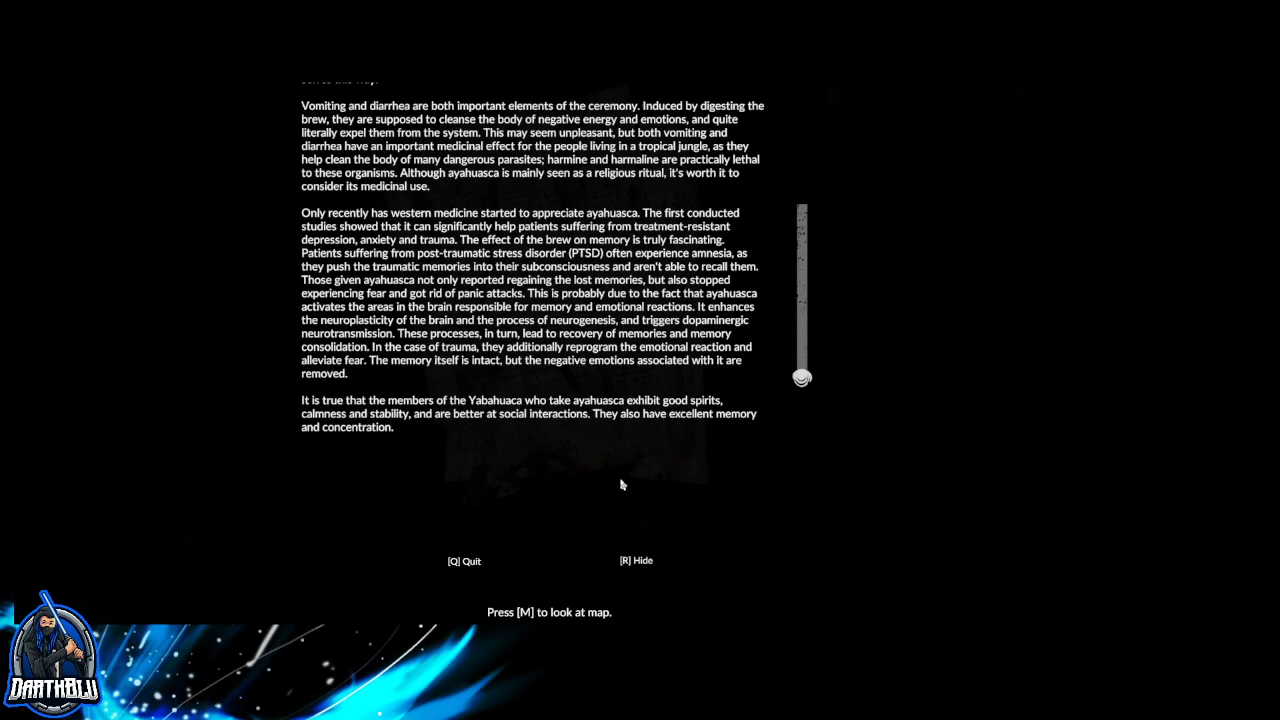 Vomiting and diarrhea are both important elements of the ceremony. Induced by digesting the
brew, they are supposed to cleanse the body of negative energy and emotions, and quite
literally expel them from the system. This may seem unpleasant, but both vomiting and
diarrhea have an important medicinal effect for the people living in a tropical jungle, as they
help clean the body of many dangerous parasites; harmine and harmaline are practically lethal
to these organisms. Although ayahuasca is mainly seen as a religious ritual, it's worth it to
consider its medicinal use.
Only recently has western medicine started to appreciate ayahuasca. The first conducted
studies showed that it can significantly help patients suffering from treatment-resistant
depression, anxiety and trauma. The effect of the brew on memory is truly fascinating.
Patients suffering from post-traumatic stress disorder (PTSD) often experience amnesia, as
they push the traumatic memories into their subconsciousness and aren't able to recall them.
Those given ayahuasca not only reported regaining the lost memories, but also stopped
experiencing fear and got rid of panic attacks. This is probably due to the fact that ayahuasca
activates the areas in the brain responsible for memory and emotional reactions. It enhances
the neuroplasticity of the brain and the process of neurogenesis, and triggers dopaminergic
neurotransmission. These processes, in turn, lead to recovery of memories and memory
consolidation. In the case of trauma, they additionally reprogram the emotional reaction and
alleviate fear. The memory itself is intact, but the negative emotions associated with it are
removed.
It is true that the members of the Yabahuaca who take ayahuasca exhibit good spirits,
calmness and stability, and are better at social interactions. They also have excellent memory
and concentration.
[Q] Quit
[R] Hide
Press [M] to look at map.
DARTHBLU